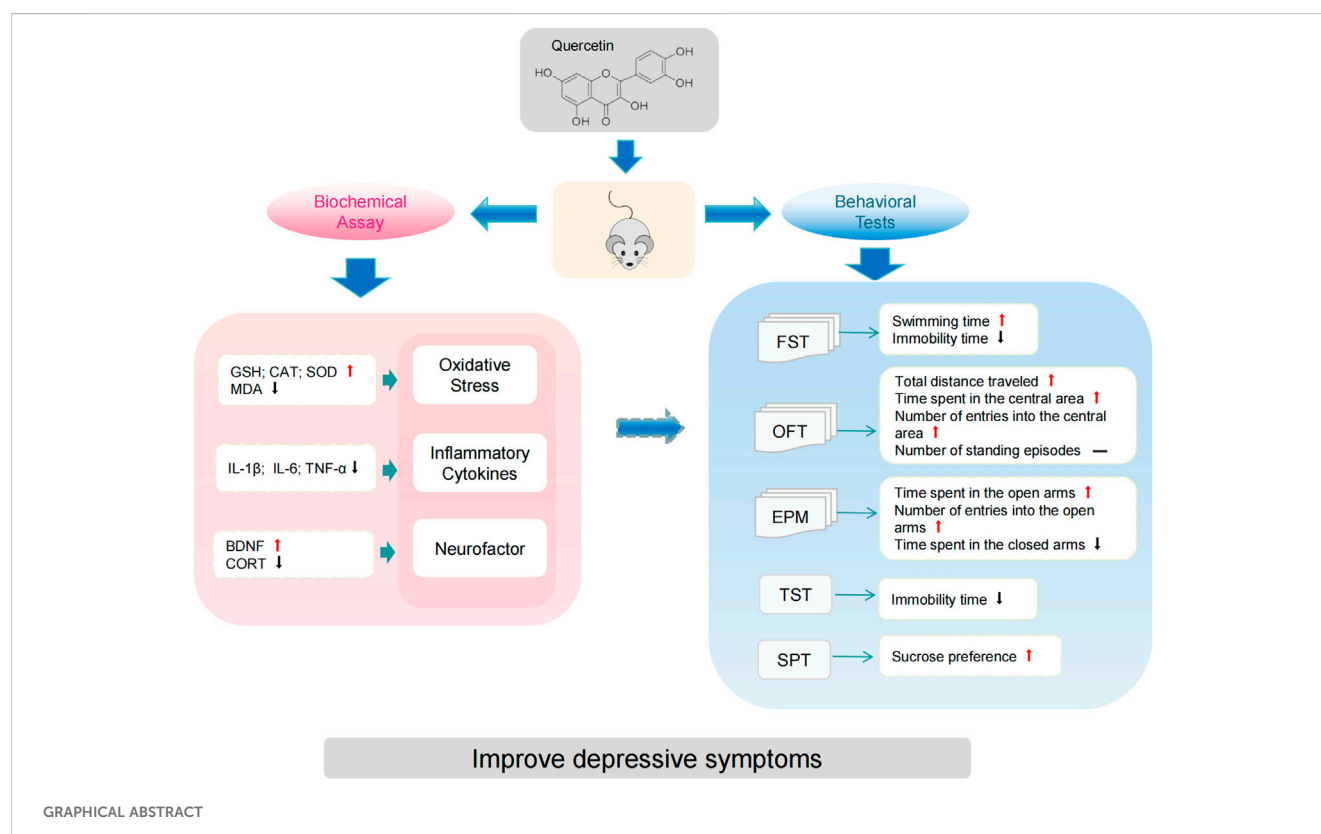 Quercetin
OH
OH
HO
O
OH
OH
O
Biochemical
Assay
Behavioral
Tests
GSH; CAT; SOD ↑
MDA ↓
Oxidative
Stress
IL-1β; IL-6; TNF-α ↓
Inflammatory
Cytokines
BDNF ↑
CORT ↓
Neurofactor
FST
Swimming time ↑
Immobility time ↓
OFT
Total distance traveled ↑
Time spent in the central area ↑
Number of entries into the central
area ↑
Number of standing episodes —
EPM
Time spent in the open arms ↑
Number of entries into the open
arms ↑
Time spent in the closed arms ↓
TST
Immobility time ↓
SPT
Sucrose preference ↑
Improve depressive symptoms
GRAPHICAL ABSTRACT